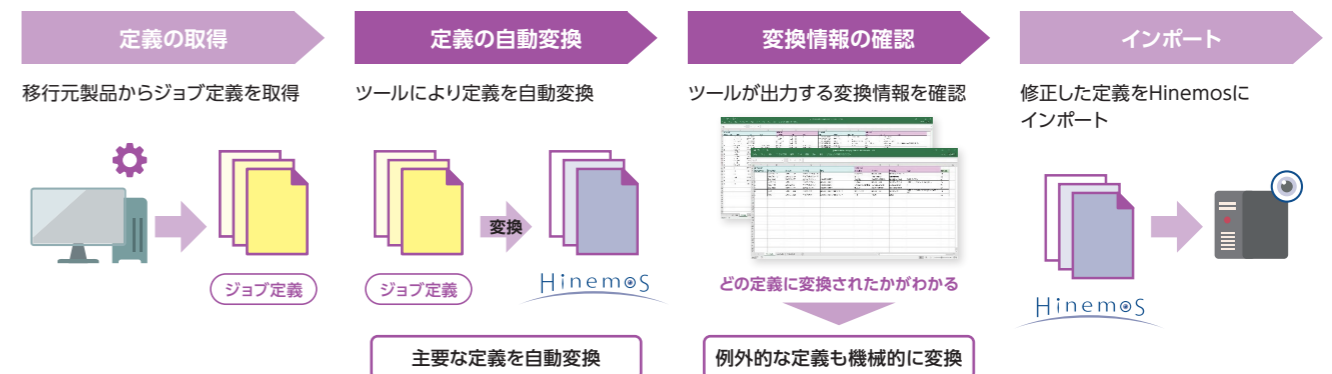 定義の取得
定義の自動変換
変換情報の確認
インポート
移行元製品からジョブ定義を取得
ツールにより定義を自動変換
ツールが出力する変換情報を確認
修正した定義をHinemosに
インポート
変換
ジョブ定義
ジョブ定義
Hinemos
どの定義に変換されたかがわかる
Hinemos
主要な定義を自動変換
例外的な定義も機械的に変換